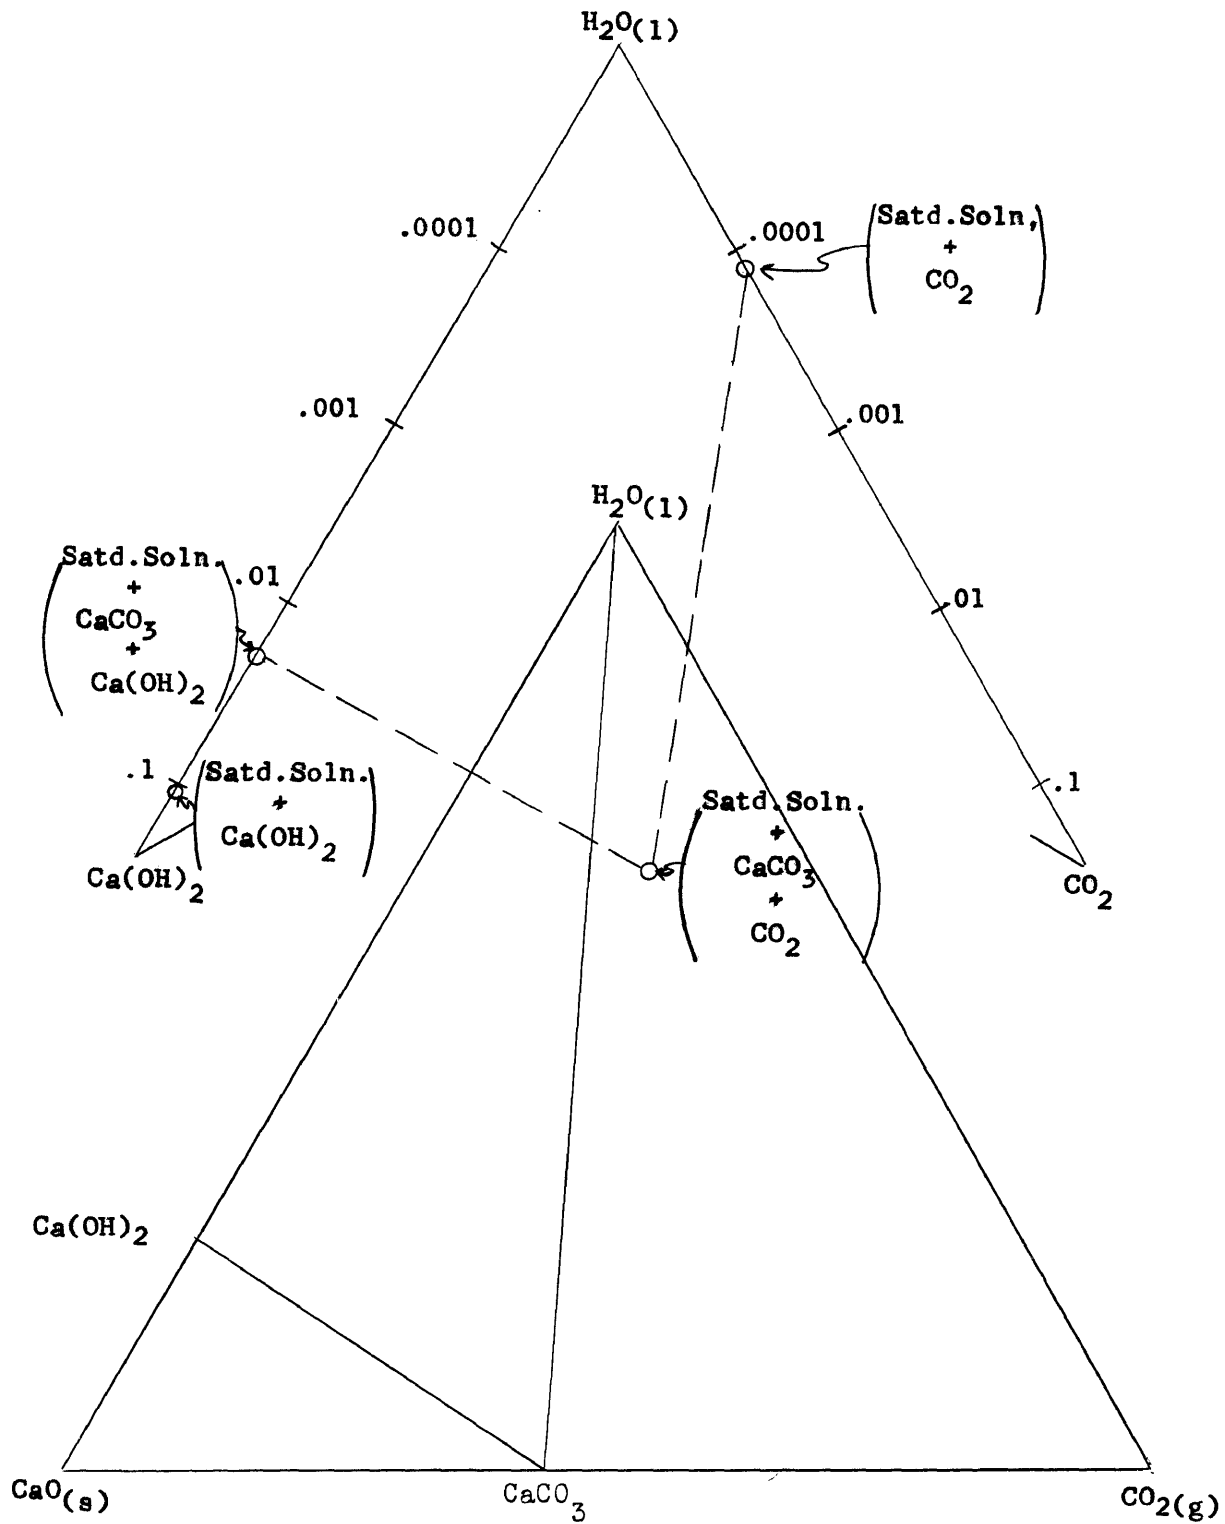 H2O(l)
.0001
.0001
(Satd.Soln,
+
CO2)
.001
.001
H2O(l)
(Satd.Soln.
+
CaCO3
+
Ca(OH)2)
.01
.01
.1
(Satd.Soln.
+
Ca(OH)2)
Ca(OH)2
(Satd.Soln.
+
CaCO3
+
CO2)
.1
CO2
Ca(OH)2
CaO(s)
CaCO3
CO2(g)